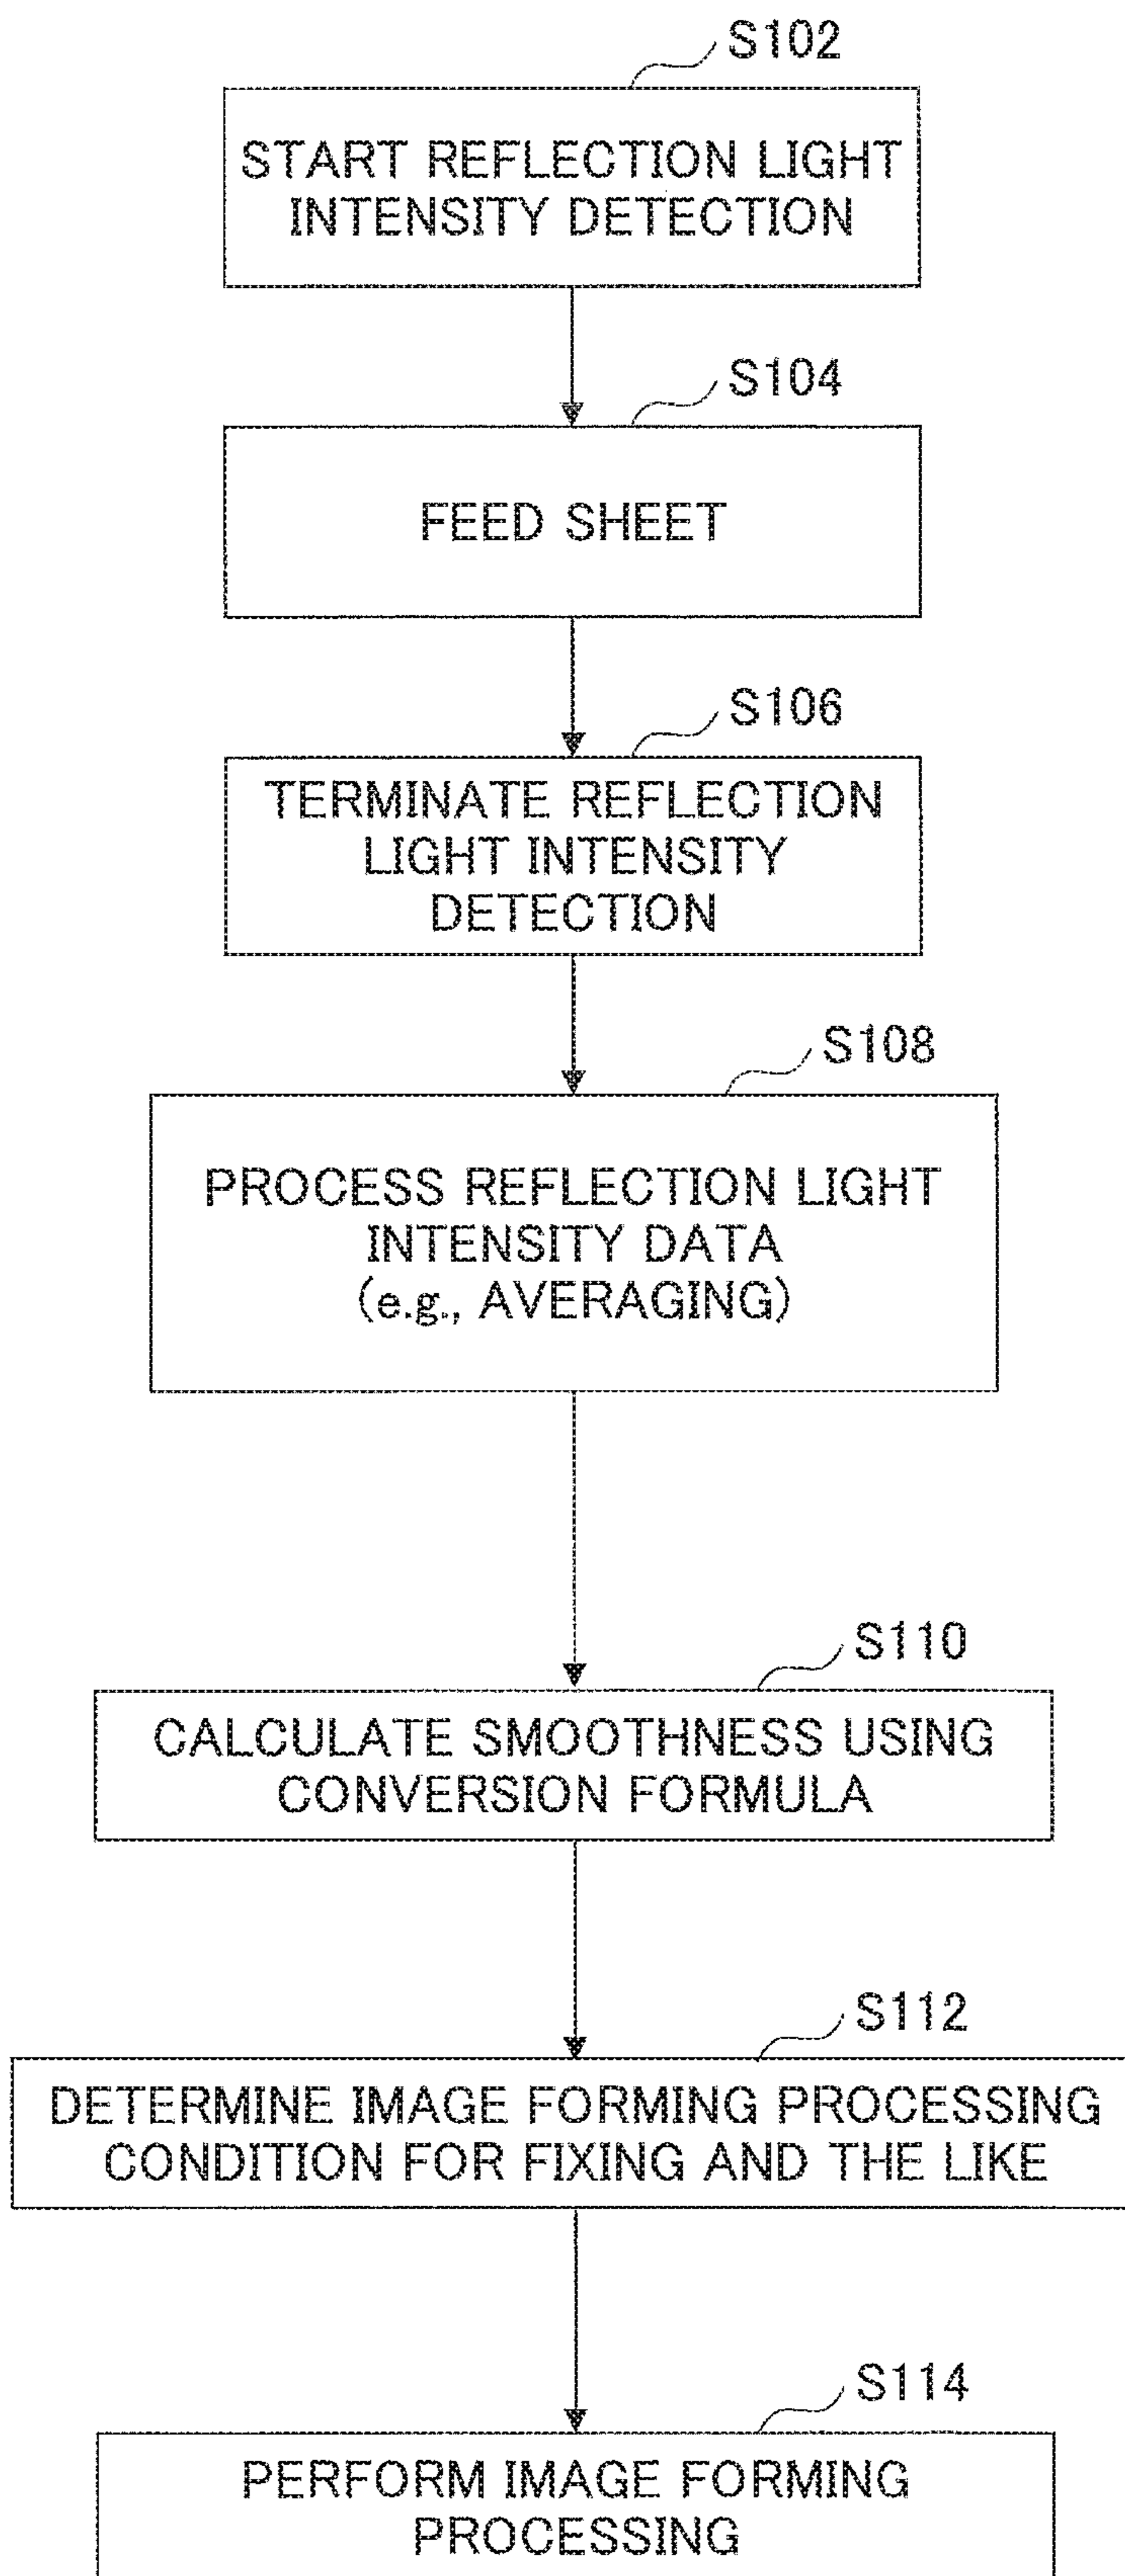 S102
START REFLECTION LIGHT
INTENSITY DETECTION
S104
FEED SHEET
S106
TERMINATE REFLECTION
LIGHT INTENSITY
DETECTION
S108
PROCESS REFLECTION LIGHT
INTENSITY DATA
(e.g., AVERAGING)
S110
CALCULATE SMOOTHNESS USING
CONVERSION FORMULA
S112
DETERMINE IMAGE FORMING PROCESSING
CONDITION FOR FIXING AND THE LIKE
S114
PERFORM IMAGE FORMING
PROCESSING